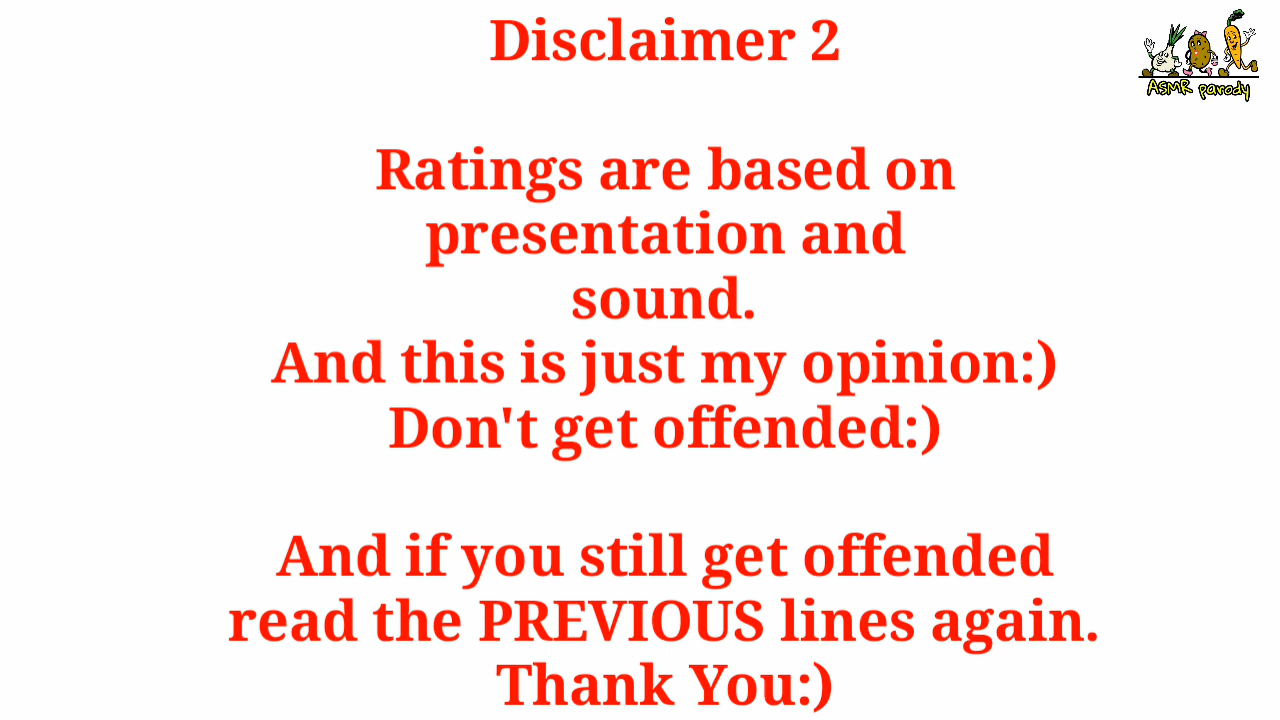 Disclaimer 2
ASMR parody
Ratings are based on
presentation and
sound.
And this is just my opinion:)
Don't get offended:)
And if you still get offended
read the PREVIOUS lines again.
Thank You:)